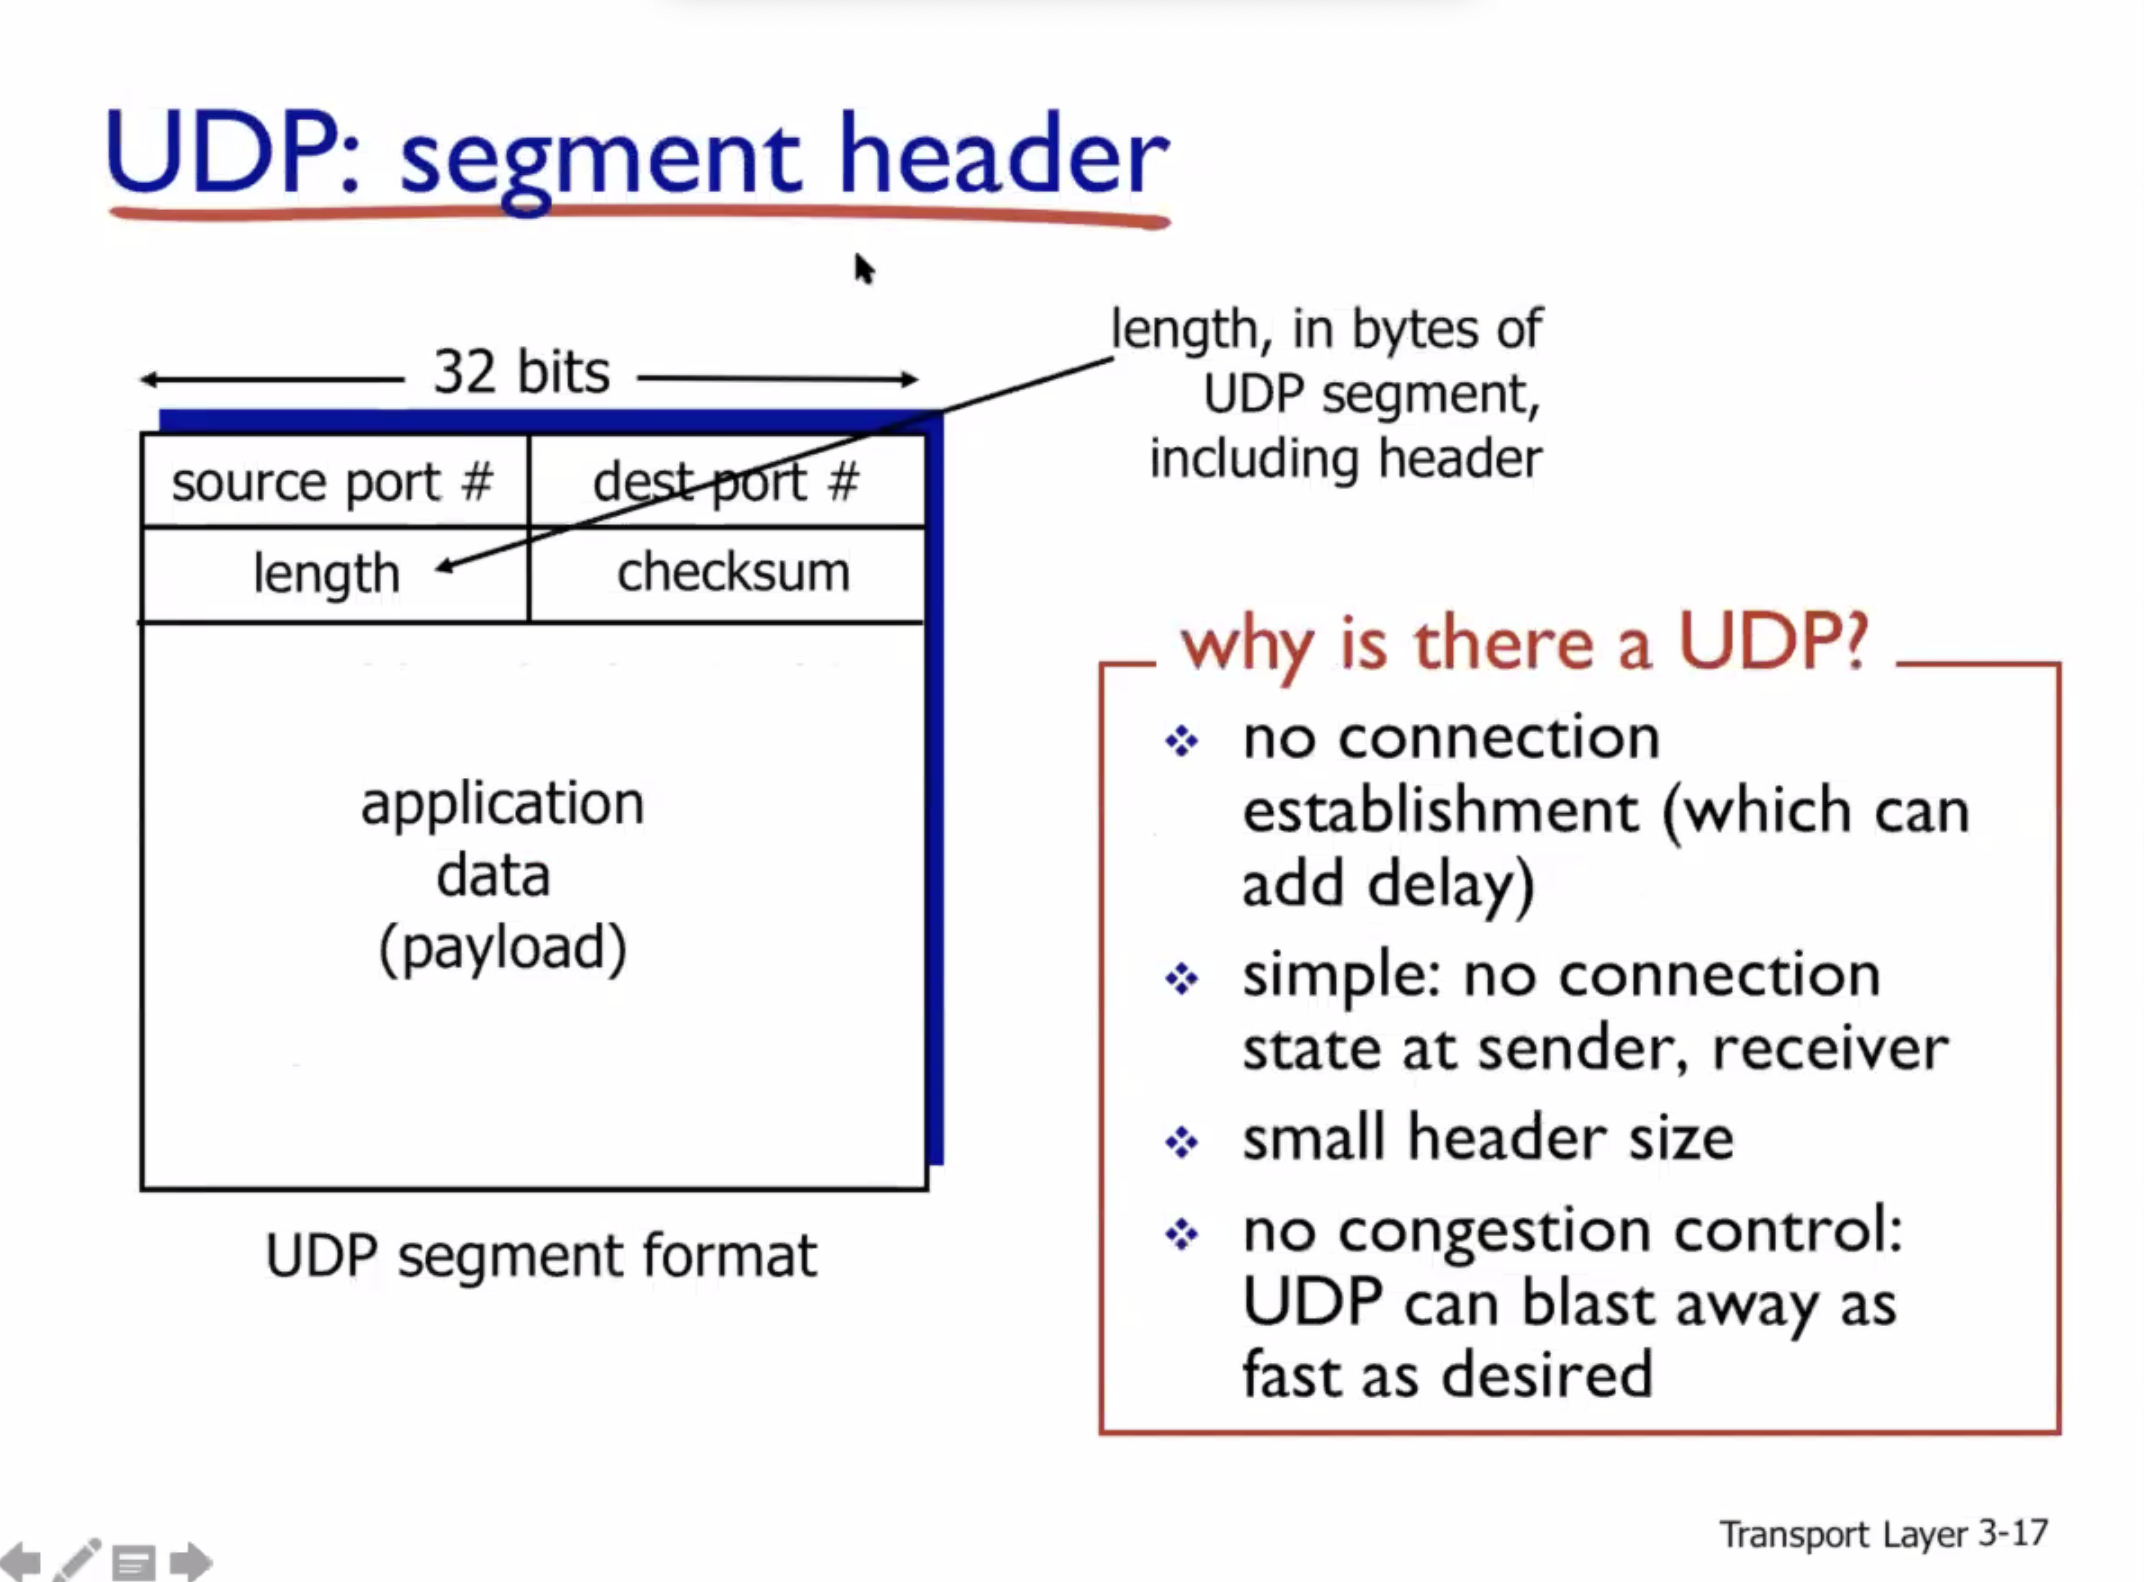 UDP: segment header
32 bits
source port #
dest port #
length
checksum
application
data
(payload)
UDP segment format
length, in bytes of
UDP segment,
including header
why is there a UDP?
no connection
establishment (which can
add delay)
simple: no connection
state at sender, receiver
small header size
no congestion control:
UDP can blast away as
fast as desired
Transport Layer 3-17